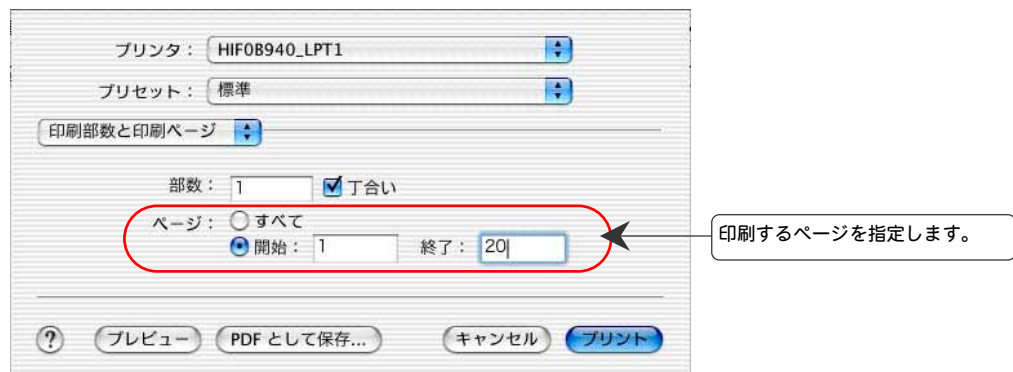 プリンタ： HIF0B940_LPT1
プリセット： 標準
印刷部数と印刷ページ
部数： 1 丁合い
ページ： すべて
開始： 1 終了： 20
印刷するページを指定します。
? プレビュー PDF として保存... キャンセル プリント